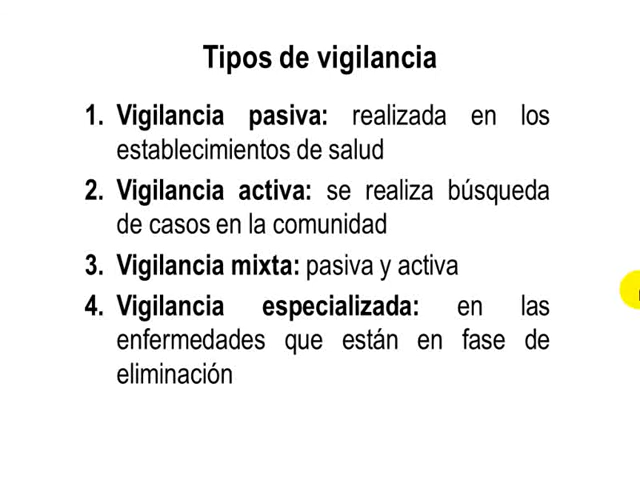 Tipos de vigilancia
1. Vigilancia pasiva: realizada en los
establecimientos de salud
2. Vigilancia activa: se realiza búsqueda
de casos en la comunidad
3. Vigilancia mixta: pasiva y activa
4. Vigilancia especializada: en las
enfermedades que están en fase de
eliminación